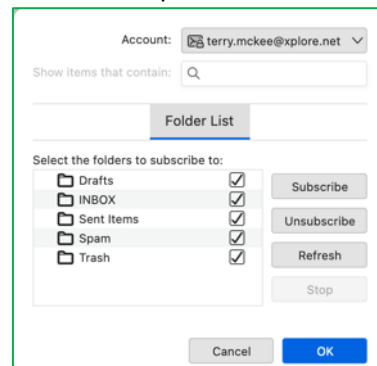 Account: terry.mckee@xplore.net
Show items that contain:
Folder List
Select the folders to subscribe to:
Drafts
INBOX
Subscribe
Sent Items
Unsubscribe
Spam
Trash
Refresh
Stop
Cancel OK